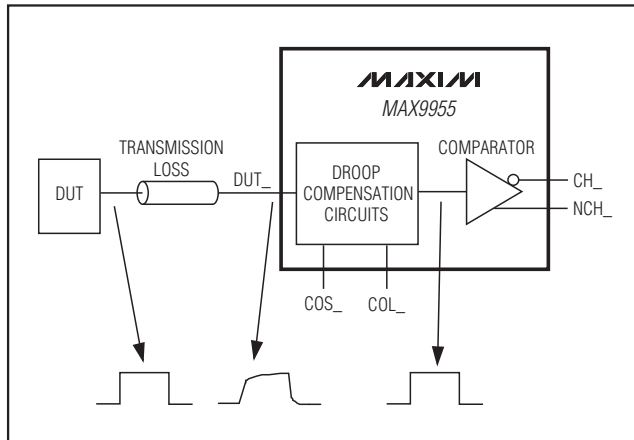 MAXIM
MAX9955
TRANSMISSION
LOSS
COMPARATOR
DUT
DUT_
DROOP
COMPENSATION
CIRCUITS
CH_
NCH_
COS_
COL_